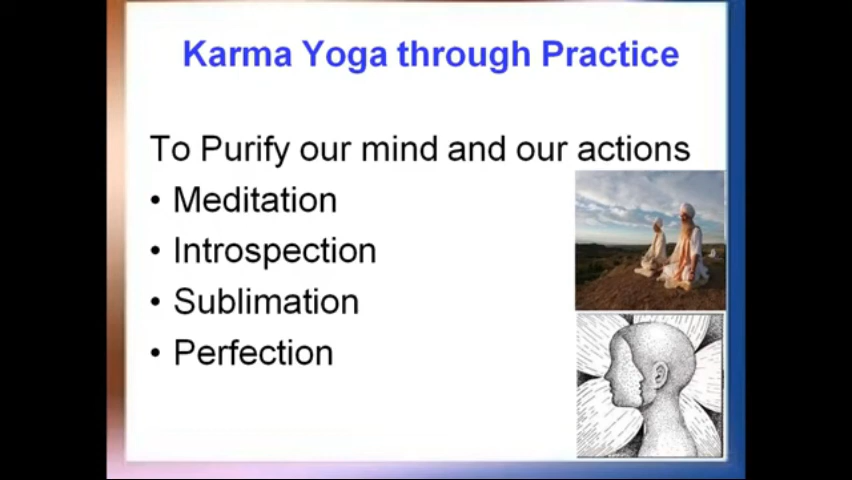 Karma Yoga through Practice
To Purify our mind and our actions
• Meditation
• Introspection
• Sublimation
• Perfection